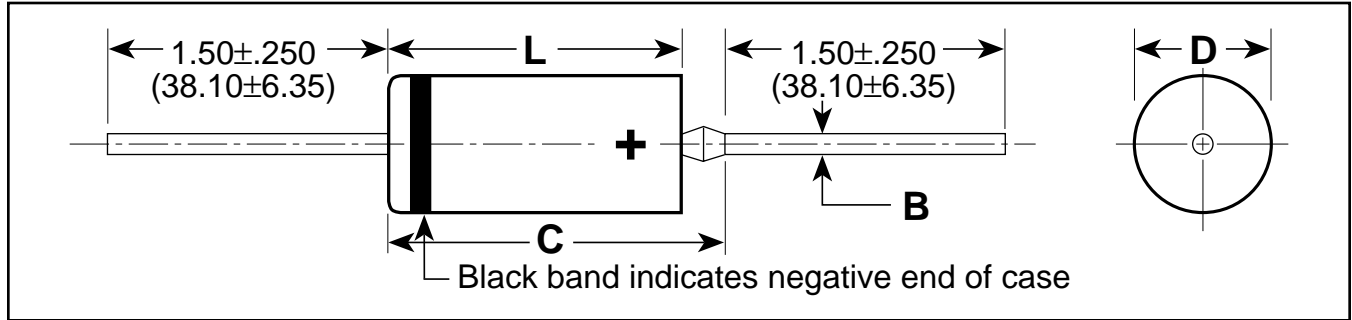 1.50±.250
(38.10±6.35)
L
1.50±.250
(38.10±6.35)
D
+
B
C
Black band indicates negative end of case